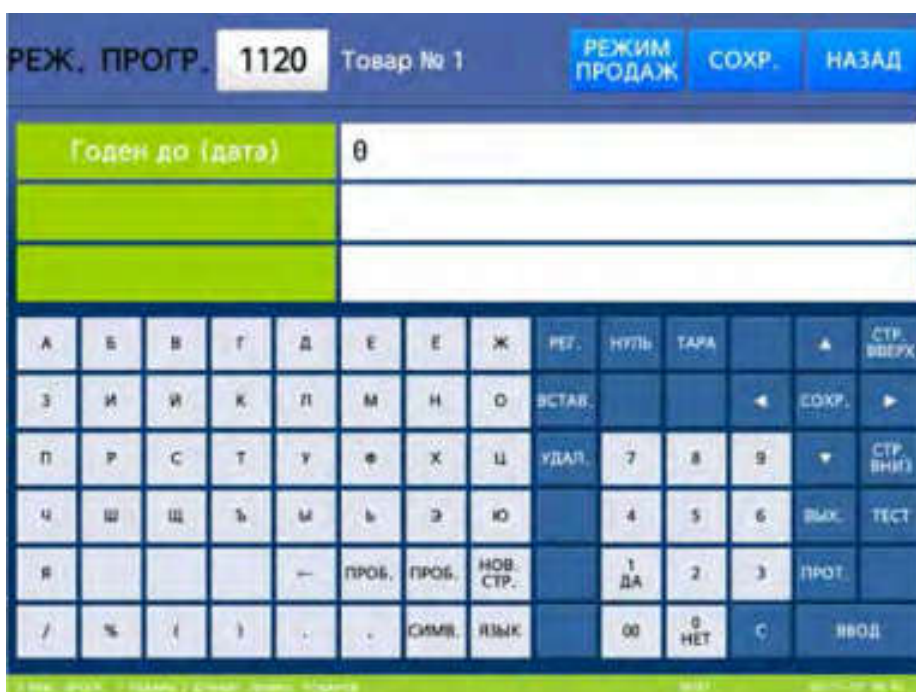 РЕЖ. ПРОГР. 1120 Товар № 1 РЕЖИМ ПРОДАЖ СОХР. НАЗАД
Годен до (дата) 0
А Б В Г Д Е Ё Ж РЕГ. НУЛЬ ТАРА ▲ СТР. ВВЕРХ
З И Й К Л М Н О ВСТАВ. ◄ СОХР. ►
П Р С Т У Ф Х Ц УДАЛ. 7 8 9 ▼ СТР. ВНИЗ
Ч Ш Щ Ъ Ы Ь Э Ю 4 5 6 ВЫХ. ТЕСТ
Я ← ПРОБ. ПРОБ. НОВ. СТР. 1 ДА 2 3 ПРОТ.
/ % ( ) . , СИМВ. ЯЗЫК 00 0 НЕТ С ВВОД